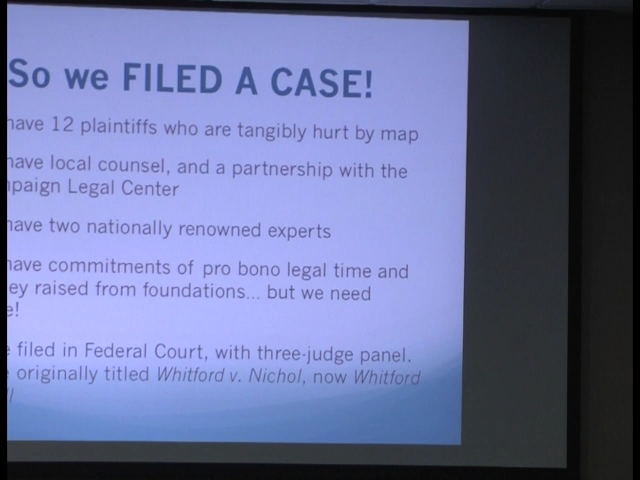 So we FILED A CASE!
have 12 plaintiffs who are tangibly hurt by map
have local counsel, and a partnership with the
paign Legal Center
have two nationally renowned experts
have commitments of pro bono legal time and
ey raised from foundations... but we need
e!
e filed in Federal Court, with three-judge panel.
originally titled Whitford v. Nichol, now Whitford